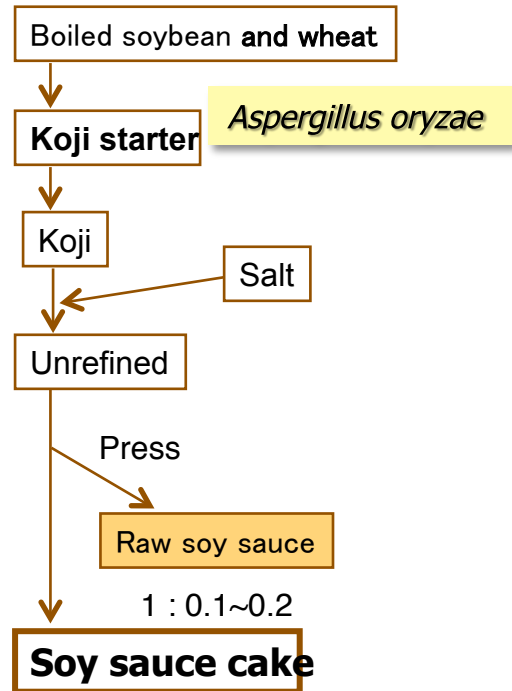 Boiled soybean and wheat
Koji starter
Aspergillus oryzae
Koji
Salt
Unrefined
Press
Raw soy sauce
1 : 0.1~0.2
Soy sauce cake